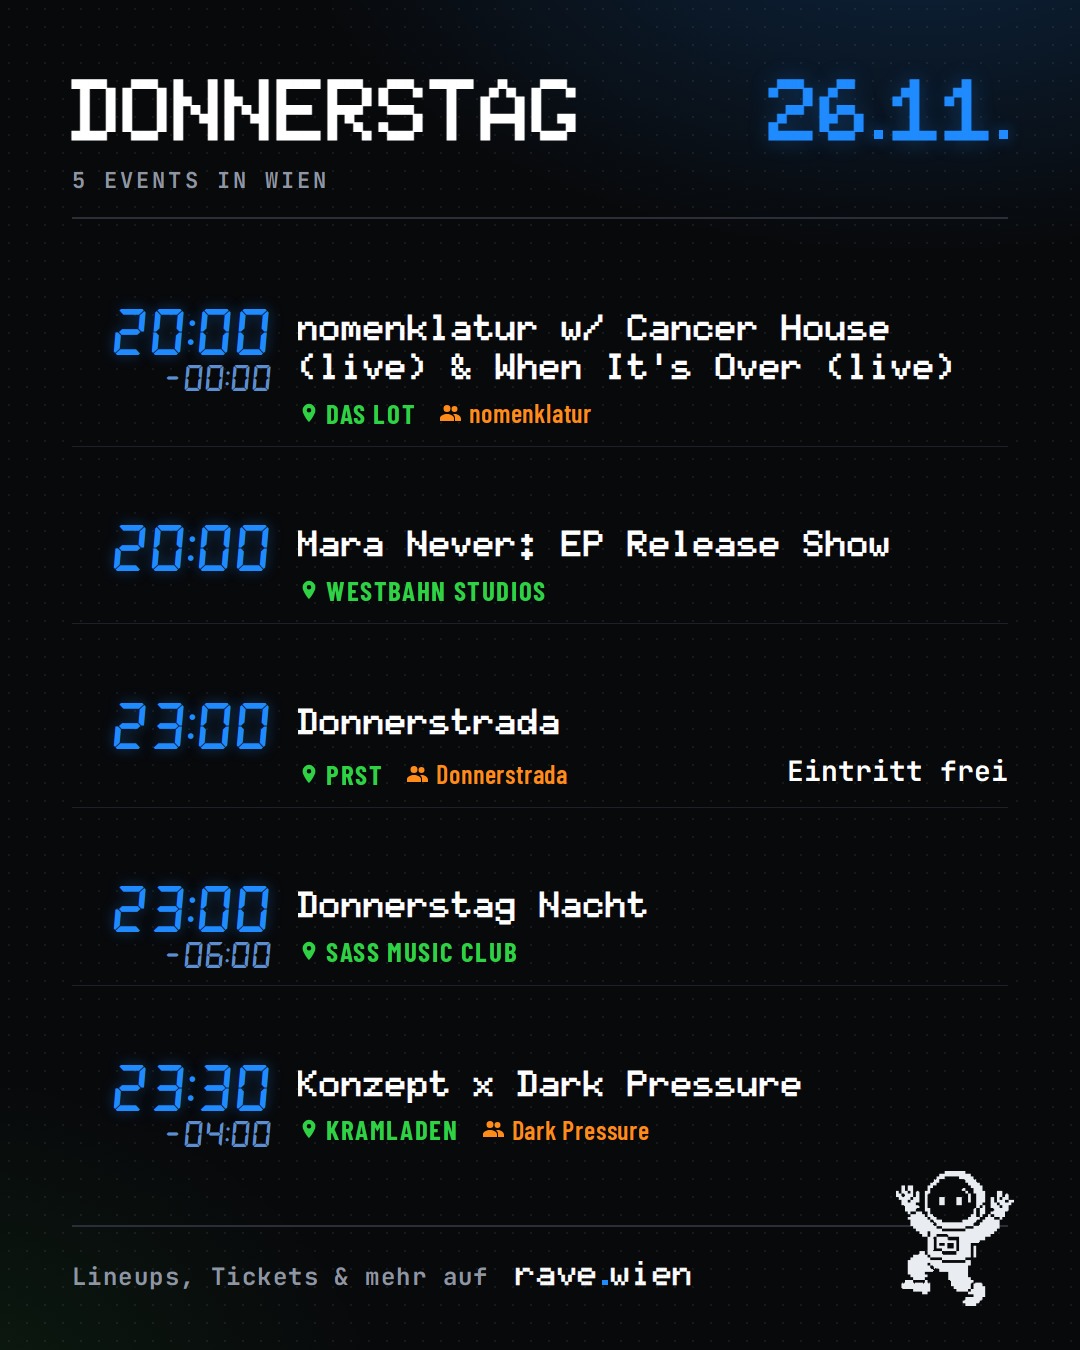 DONNERSTAG 26.11.
5 EVENTS IN WIEN
20:00 nomenklatur w/ Cancer House
-00:00 (live) & When It's Over (live)
DAS LOT nomenklatur
20:00 Mara Never: EP Release Show
WESTBAHN STUDIOS
23:00 Donnerstrada
PRST Donnerstrada Eintritt frei
23:00 Donnerstag Nacht
-06:00 SASS MUSIC CLUB
23:30 Konzept x Dark Pressure
-04:00 KRAMLADEN Dark Pressure
Lineups, Tickets & mehr auf rave.wien